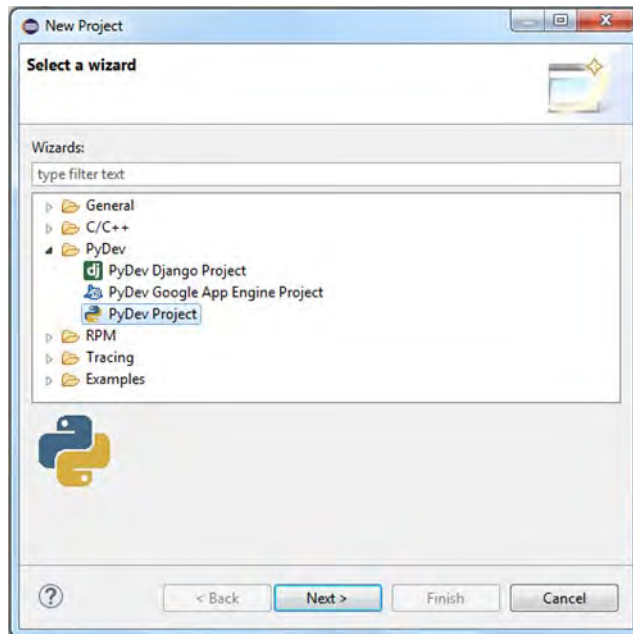 New Project
Select a wizard
Wizards:
type filter text
General
C/C++
PyDev
dj PyDev Django Project
PyDev Google App Engine Project
PyDev Project
RPM
Tracing
Examples
? < Back Next > Finish Cancel